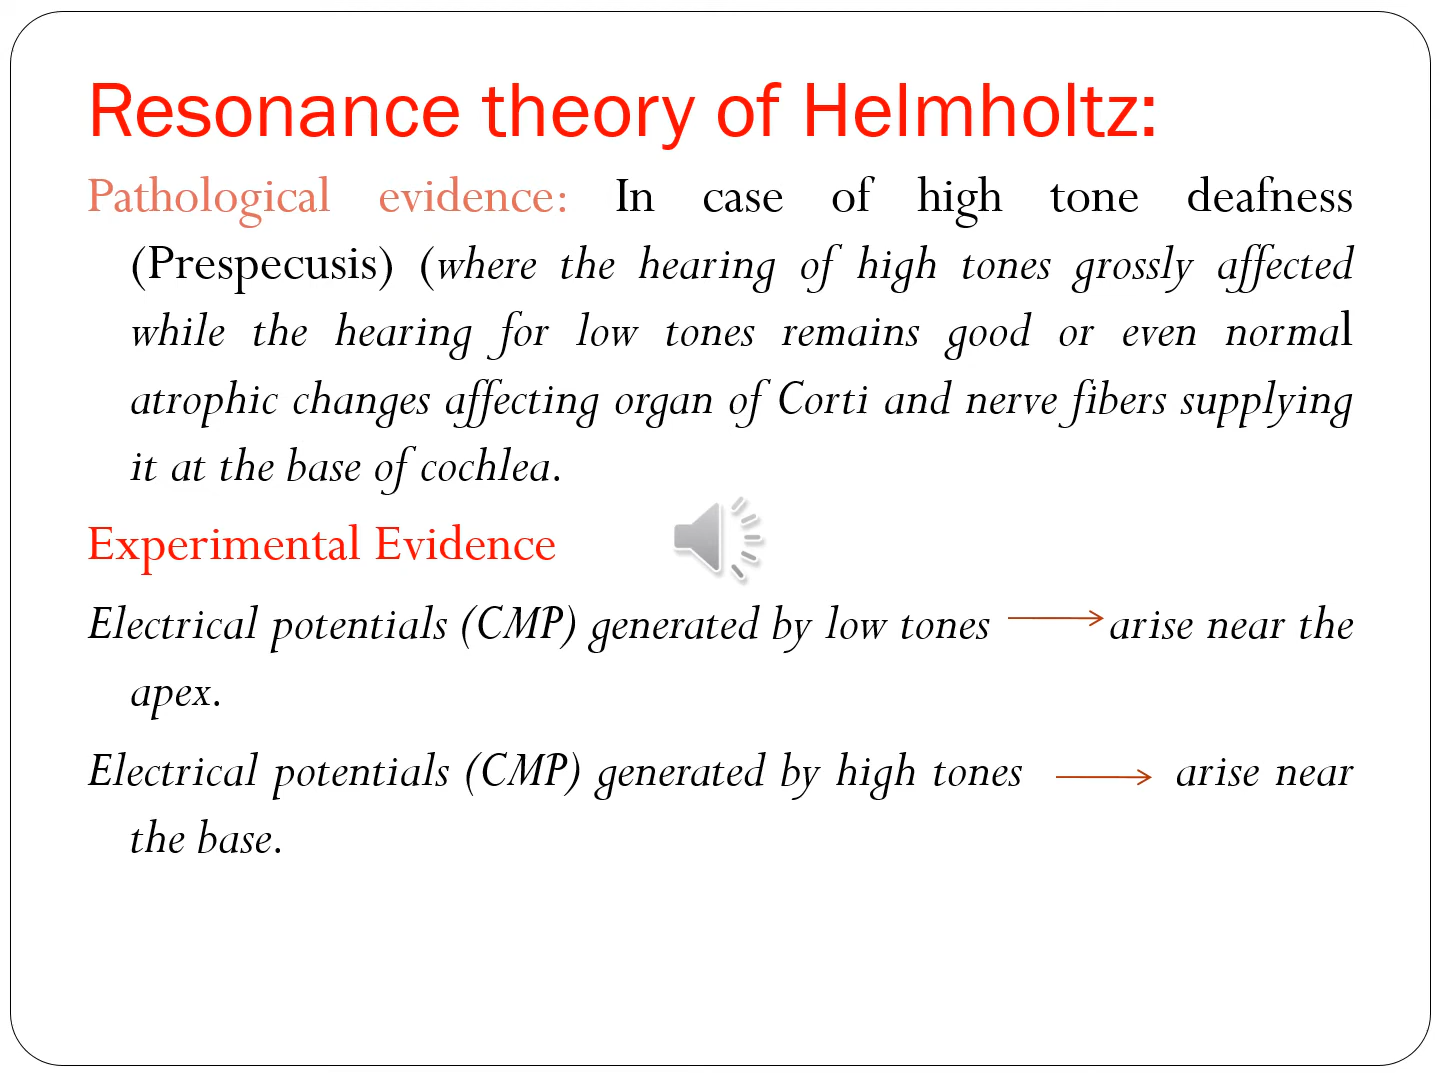 Resonance theory of Helmholtz:
Pathological evidence: In case of high tone deafness
(Prespecusis) (where the hearing of high tones grossly affected
while the hearing for low tones remains good or even normal
atrophic changes affecting organ of Corti and nerve fibers supplying
it at the base of cochlea.
Experimental Evidence
Electrical potentials (CMP) generated by low tones arise near the
apex.
Electrical potentials (CMP) generated by high tones arise near
the base.